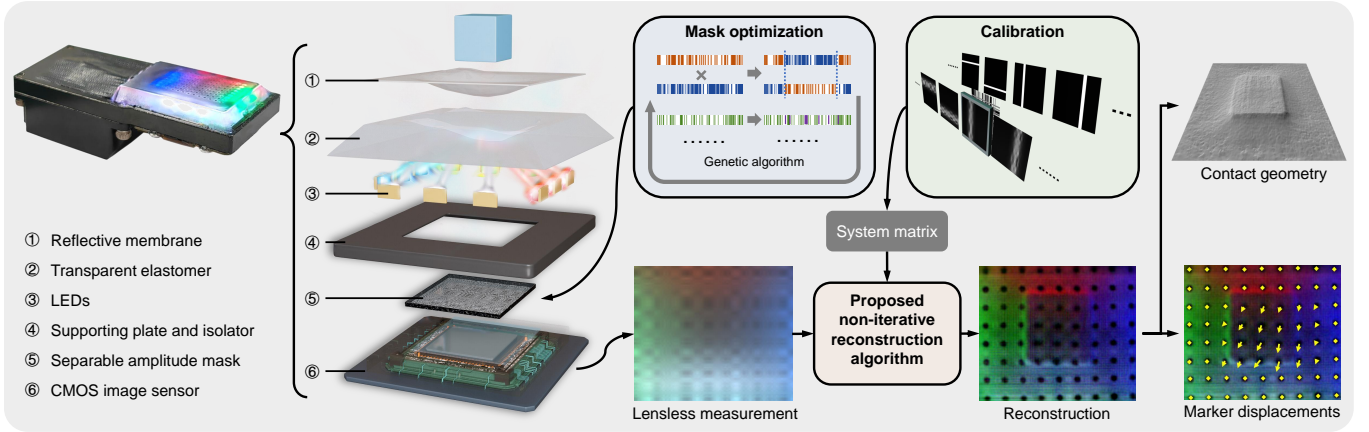 Mask optimization
Genetic algorithm
Calibration
①
②
③
④
⑤
⑥
① Reflective membrane
② Transparent elastomer
③ LEDs
④ Supporting plate and isolator
⑤ Separable amplitude mask
⑥ CMOS image sensor
System matrix
Proposed
non-iterative
reconstruction
algorithm
Contact geometry
Lensless measurement
Reconstruction
Marker displacements